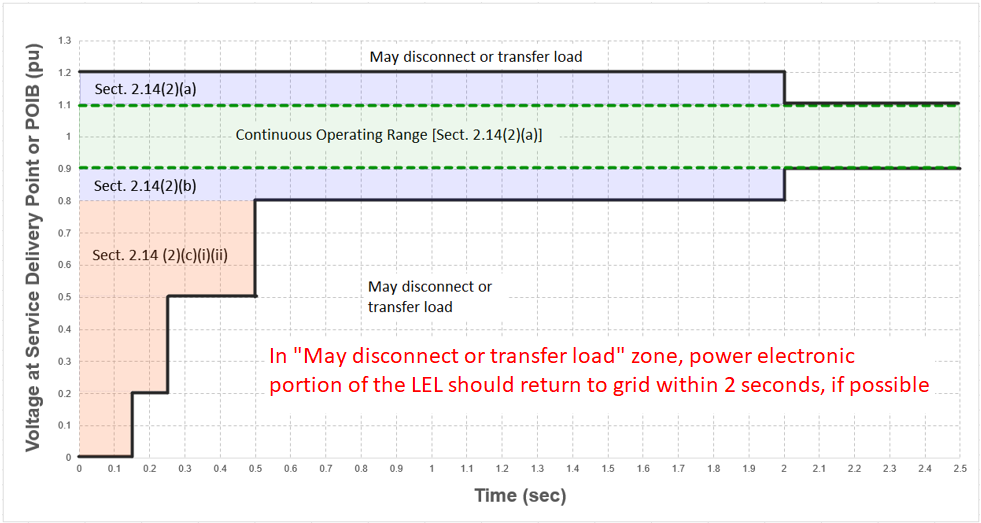 Voltage at Service Delivery Point or POIB (pu)
1.3
1.2
1.1
1
0.9
0.8
0.7
0.6
0.5
0.4
0.3
0.2
0.1
0
May disconnect or transfer load
Sect. 2.14(2)(a)
Continuous Operating Range [Sect. 2.14(2)(a)]
Sect. 2.14(2)(b)
Sect. 2.14 (2)(c)(i)(ii)
May disconnect or
transfer load
In "May disconnect or transfer load" zone, power electronic
portion of the LEL should return to grid within 2 seconds, if possible
0 0.1 0.2 0.3 0.4 0.5 0.6 0.7 0.8 0.9 1 1.1 1.2 1.3 1.4 1.5 1.6 1.7 1.8 1.9 2 2.1 2.2 2.3 2.4 2.5
Time (sec)